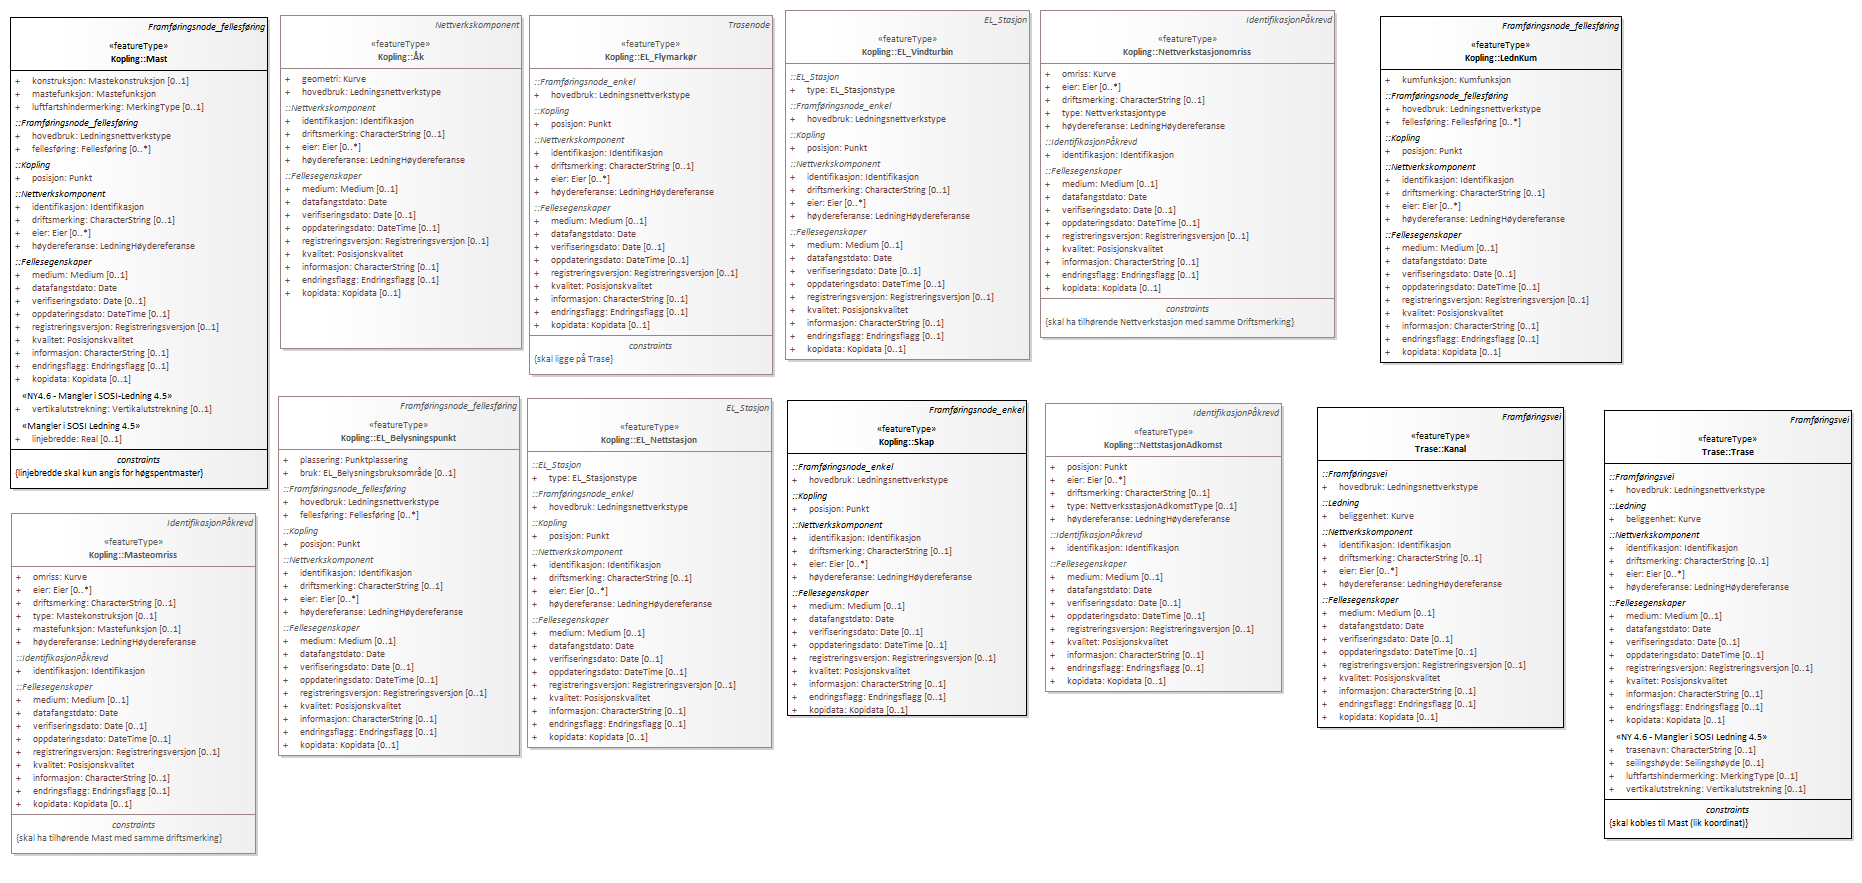 Framføringsnode_fellesføring
«featureType»
Kopling::Mast
+ konstruksjon: Mastekonstruksjon [0..1]
+ mastefunksjon: Mastefunksjon
+ luftfartshindermerking: MerkingType [0..1]
::Framføringsnode_fellesføring
+ hovedbruk: Ledningsnettverkstype
+ fellesføring: Fellesføring [0..*]
::Kopling
+ posisjon: Punkt
::Nettverkskomponent
+ identifikasjon: Identifikasjon
+ driftsmerking: CharacterString [0..1]
+ eier: Eier [0..*]
+ høydereferanse: LedningHøydereferanse
::Fellesegenskaper
+ medium: Medium [0..1]
+ datafangstdato: Date
+ verifiseringsdato: Date [0..1]
+ oppdateringsdato: DateTime [0..1]
+ registreringsversjon: Registreringsversjon [0..1]
+ kvalitet: Posisjonskvalitet
+ informasjon: CharacterString [0..1]
+ endringsflagg: Endringsflagg [0..1]
+ kopidata: Kopidata [0..1]
«NY4.6 - Mangler i SOSI-Ledning 4.5»
+ vertikalutstrekning: Vertikalutstrekning [0..1]
«Mangler i SOSI Ledning 4.5»
+ linjebredde: Real [0..1]
constraints
{linjebredde skal kun angis for høgspentmaster}
Nettverkskomponent
«featureType»
Kopling::Åk
+ geometri: Kurve
+ hovedbruk: Ledningsnettverkstype
::Nettverkskomponent
+ identifikasjon: Identifikasjon
+ driftsmerking: CharacterString [0..1]
+ eier: Eier [0..*]
+ høydereferanse: LedningHøydereferanse
::Fellesegenskaper
+ medium: Medium [0..1]
+ datafangstdato: Date
+ verifiseringsdato: Date [0..1]
+ oppdateringsdato: DateTime [0..1]
+ registreringsversjon: Registreringsversjon [0..1]
+ kvalitet: Posisjonskvalitet
+ informasjon: CharacterString [0..1]
+ endringsflagg: Endringsflagg [0..1]
+ kopidata: Kopidata [0..1]
Trasenode
«featureType»
Kopling::EL_Flymarkør
::Framføringsnode_enkel
+ hovedbruk: Ledningsnettverkstype
::Kopling
+ posisjon: Punkt
::Nettverkskomponent
+ identifikasjon: Identifikasjon
+ driftsmerking: CharacterString [0..1]
+ eier: Eier [0..*]
+ høydereferanse: LedningHøydereferanse
::Fellesegenskaper
+ medium: Medium [0..1]
+ datafangstdato: Date
+ verifiseringsdato: Date [0..1]
+ oppdateringsdato: DateTime [0..1]
+ registreringsversjon: Registreringsversjon [0..1]
+ kvalitet: Posisjonskvalitet
+ informasjon: CharacterString [0..1]
+ endringsflagg: Endringsflagg [0..1]
+ kopidata: Kopidata [0..1]
constraints
{skal ligge på Trase}
EL_Stasjon
«featureType»
Kopling::EL_Vindturbin
::EL_Stasjon
+ type: EL_Stasjonstype
::Framføringsnode_enkel
+ hovedbruk: Ledningsnettverkstype
::Kopling
+ posisjon: Punkt
::Nettverkskomponent
+ identifikasjon: Identifikasjon
+ driftsmerking: CharacterString [0..1]
+ eier: Eier [0..*]
+ høydereferanse: LedningHøydereferanse
::Fellesegenskaper
+ medium: Medium [0..1]
+ datafangstdato: Date
+ verifiseringsdato: Date [0..1]
+ oppdateringsdato: DateTime [0..1]
+ registreringsversjon: Registreringsversjon [0..1]
+ kvalitet: Posisjonskvalitet
+ informasjon: CharacterString [0..1]
+ endringsflagg: Endringsflagg [0..1]
+ kopidata: Kopidata [0..1]
IdentifikasjonPåkrevd
«featureType»
Kopling::Nettverkstasjonomriss
+ omriss: Kurve
+ eier: Eier [0..*]
+ driftsmerking: CharacterString [0..1]
+ type: Nettverkstasjontype
+ høydereferanse: LedningHøydereferanse
::IdentifikasjonPåkrevd
+ identifikasjon: Identifikasjon
::Fellesegenskaper
+ medium: Medium [0..1]
+ datafangstdato: Date
+ verifiseringsdato: Date [0..1]
+ oppdateringsdato: DateTime [0..1]
+ registreringsversjon: Registreringsversjon [0..1]
+ kvalitet: Posisjonskvalitet
+ informasjon: CharacterString [0..1]
+ endringsflagg: Endringsflagg [0..1]
+ kopidata: Kopidata [0..1]
constraints
{skal ha tilhørende Nettverkstasjon med samme Driftsmerking}
Framføringsnode_fellesføring
«featureType»
Kopling::LednKum
+ kumfunksjon: Kumfunksjon
::Framføringsnode_fellesføring
+ hovedbruk: Ledningsnettverkstype
+ fellesføring: Fellesføring [0..*]
::Kopling
+ posisjon: Punkt
::Nettverkskomponent
+ identifikasjon: Identifikasjon
+ driftsmerking: CharacterString [0..1]
+ eier: Eier [0..*]
+ høydereferanse: LedningHøydereferanse
::Fellesegenskaper
+ medium: Medium [0..1]
+ datafangstdato: Date
+ verifiseringsdato: Date [0..1]
+ oppdateringsdato: DateTime [0..1]
+ registreringsversjon: Registreringsversjon [0..1]
+ kvalitet: Posisjonskvalitet
+ informasjon: CharacterString [0..1]
+ endringsflagg: Endringsflagg [0..1]
+ kopidata: Kopidata [0..1]
IdentifikasjonPåkrevd
«featureType»
Kopling::Masteomriss
+ omriss: Kurve
+ eier: Eier [0..*]
+ driftsmerking: CharacterString [0..1]
+ type: Mastekonstruksjon [0..1]
+ mastefunksjon: Mastefunksjon [0..1]
+ høydereferanse: LedningHøydereferanse
::IdentifikasjonPåkrevd
+ identifikasjon: Identifikasjon
::Fellesegenskaper
+ medium: Medium [0..1]
+ datafangstdato: Date
+ verifiseringsdato: Date [0..1]
+ oppdateringsdato: DateTime [0..1]
+ registreringsversjon: Registreringsversjon [0..1]
+ kvalitet: Posisjonskvalitet
+ informasjon: CharacterString [0..1]
+ endringsflagg: Endringsflagg [0..1]
+ kopidata: Kopidata [0..1]
constraints
{skal ha tilhørende Mast med samme driftsmerking}
Framføringsnode_fellesføring
«featureType»
Kopling::EL_Belysningspunkt
+ plassering: Punktplassering
+ bruk: EL_Belysningsbruksområde [0..1]
::Framføringsnode_fellesføring
+ hovedbruk: Ledningsnettverkstype
+ fellesføring: Fellesføring [0..*]
::Kopling
+ posisjon: Punkt
::Nettverkskomponent
+ identifikasjon: Identifikasjon
+ driftsmerking: CharacterString [0..1]
+ eier: Eier [0..*]
+ høydereferanse: LedningHøydereferanse
::Fellesegenskaper
+ medium: Medium [0..1]
+ datafangstdato: Date
+ verifiseringsdato: Date [0..1]
+ oppdateringsdato: DateTime [0..1]
+ registreringsversjon: Registreringsversjon [0..1]
+ kvalitet: Posisjonskvalitet
+ informasjon: CharacterString [0..1]
+ endringsflagg: Endringsflagg [0..1]
+ kopidata: Kopidata [0..1]
EL_Stasjon
«featureType»
Kopling::EL_Nettstasjon
::EL_Stasjon
+ type: EL_Stasjonstype
::Framføringsnode_enkel
+ hovedbruk: Ledningsnettverkstype
::Kopling
+ posisjon: Punkt
::Nettverkskomponent
+ identifikasjon: Identifikasjon
+ driftsmerking: CharacterString [0..1]
+ eier: Eier [0..*]
+ høydereferanse: LedningHøydereferanse
::Fellesegenskaper
+ medium: Medium [0..1]
+ datafangstdato: Date
+ verifiseringsdato: Date [0..1]
+ oppdateringsdato: DateTime [0..1]
+ registreringsversjon: Registreringsversjon [0..1]
+ kvalitet: Posisjonskvalitet
+ informasjon: CharacterString [0..1]
+ endringsflagg: Endringsflagg [0..1]
+ kopidata: Kopidata [0..1]
Framføringsnode_enkel
«featureType»
Kopling::Skap
::Framføringsnode_enkel
+ hovedbruk: Ledningsnettverkstype
::Kopling
+ posisjon: Punkt
::Nettverkskomponent
+ identifikasjon: Identifikasjon
+ driftsmerking: CharacterString [0..1]
+ eier: Eier [0..*]
+ høydereferanse: LedningHøydereferanse
::Fellesegenskaper
+ medium: Medium [0..1]
+ datafangstdato: Date
+ verifiseringsdato: Date [0..1]
+ oppdateringsdato: DateTime [0..1]
+ registreringsversjon: Registreringsversjon [0..1]
+ kvalitet: Posisjonskvalitet
+ informasjon: CharacterString [0..1]
+ endringsflagg: Endringsflagg [0..1]
+ kopidata: Kopidata [0..1]
IdentifikasjonPåkrevd
«featureType»
Kopling::NettstasjonAdkomst
+ posisjon: Punkt
+ eier: Eier [0..*]
+ driftsmerking: CharacterString [0..1]
+ type: NettverksstasjonAdkomstType [0..1]
+ høydereferanse: LedningHøydereferanse
::IdentifikasjonPåkrevd
+ identifikasjon: Identifikasjon
::Fellesegenskaper
+ medium: Medium [0..1]
+ datafangstdato: Date
+ verifiseringsdato: Date [0..1]
+ oppdateringsdato: DateTime [0..1]
+ registreringsversjon: Registreringsversjon [0..1]
+ kvalitet: Posisjonskvalitet
+ informasjon: CharacterString [0..1]
+ endringsflagg: Endringsflagg [0..1]
+ kopidata: Kopidata [0..1]
Framføringsvei
«featureType»
Trase::Kanal
::Framføringsvei
+ hovedbruk: Ledningsnettverkstype
::Ledning
+ beliggenhet: Kurve
::Nettverkskomponent
+ identifikasjon: Identifikasjon
+ driftsmerking: CharacterString [0..1]
+ eier: Eier [0..*]
+ høydereferanse: LedningHøydereferanse
::Fellesegenskaper
+ medium: Medium [0..1]
+ datafangstdato: Date
+ verifiseringsdato: Date [0..1]
+ oppdateringsdato: DateTime [0..1]
+ registreringsversjon: Registreringsversjon [0..1]
+ kvalitet: Posisjonskvalitet
+ informasjon: CharacterString [0..1]
+ endringsflagg: Endringsflagg [0..1]
+ kopidata: Kopidata [0..1]
Framføringsvei
«featureType»
Trase::Trase
::Framføringsvei
+ hovedbruk: Ledningsnettverkstype
::Ledning
+ beliggenhet: Kurve
::Nettverkskomponent
+ identifikasjon: Identifikasjon
+ driftsmerking: CharacterString [0..1]
+ eier: Eier [0..*]
+ høydereferanse: LedningHøydereferanse
::Fellesegenskaper
+ medium: Medium [0..1]
+ datafangstdato: Date
+ verifiseringsdato: Date [0..1]
+ oppdateringsdato: DateTime [0..1]
+ registreringsversjon: Registreringsversjon [0..1]
+ kvalitet: Posisjonskvalitet
+ informasjon: CharacterString [0..1]
+ endringsflagg: Endringsflagg [0..1]
+ kopidata: Kopidata [0..1]
«NY 4.6 - Mangler i SOSI Ledning 4.5»
+ trasenavn: CharacterString [0..1]
+ seilingshøyde: Seilingshøyde [0..1]
+ luftfartshindermerking: MerkingType [0..1]
+ vertikalutstrekning: Vertikalutstrekning [0..1]
constraints
{skal kobles til Mast (lik koordinat)}